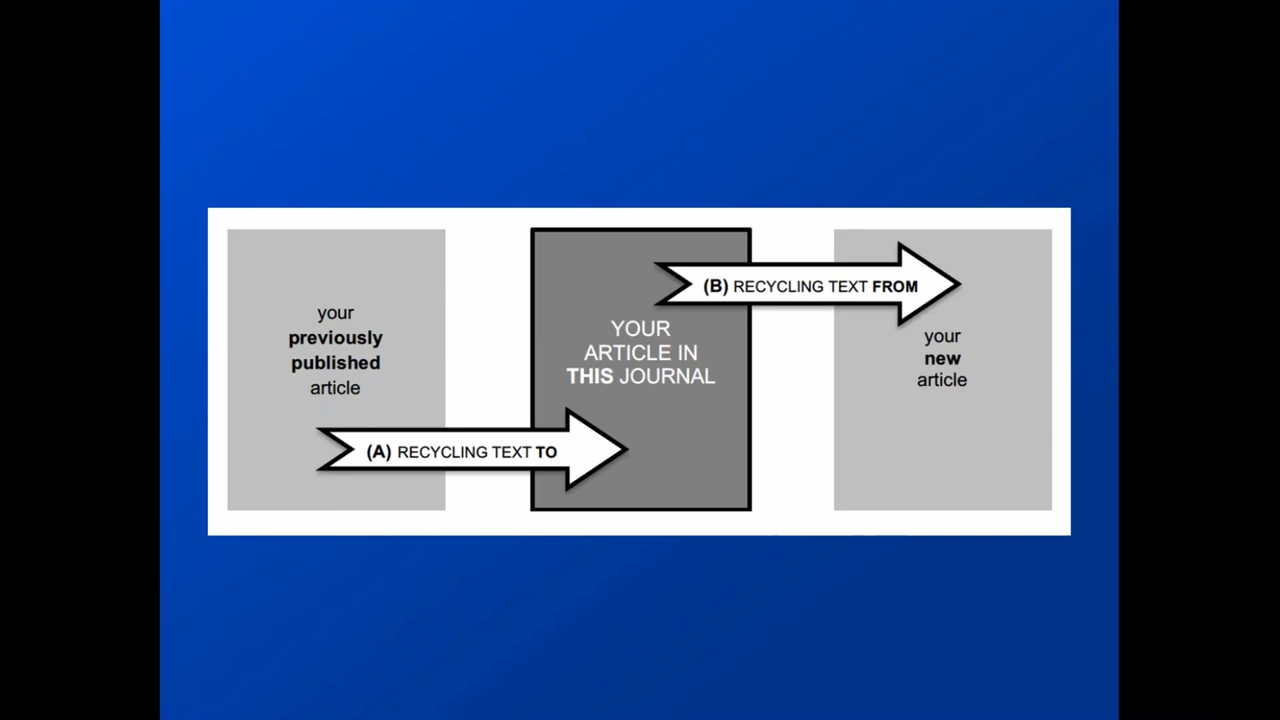 your
previously
published
article
(A) RECYCLING TEXT TO
YOUR
ARTICLE IN
THIS JOURNAL
(B) RECYCLING TEXT FROM
your
new
article